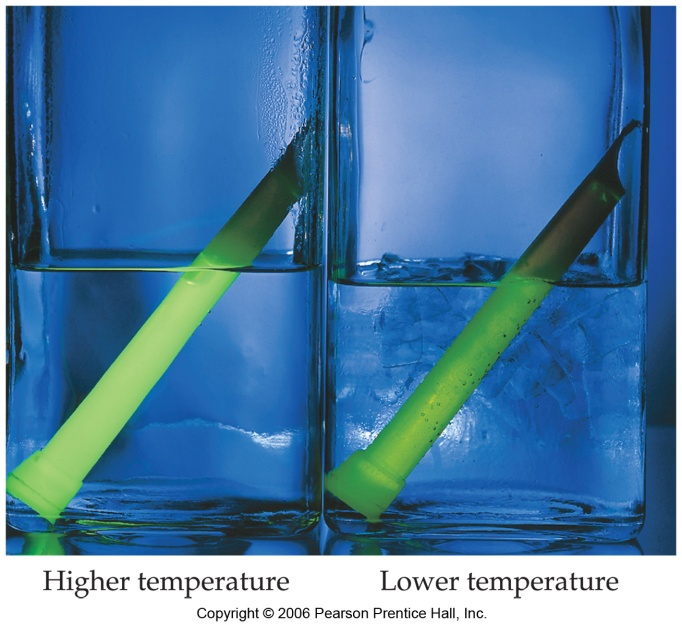 Higher temperature
Lower temperature
Copyright © 2006 Pearson Prentice Hall, Inc.